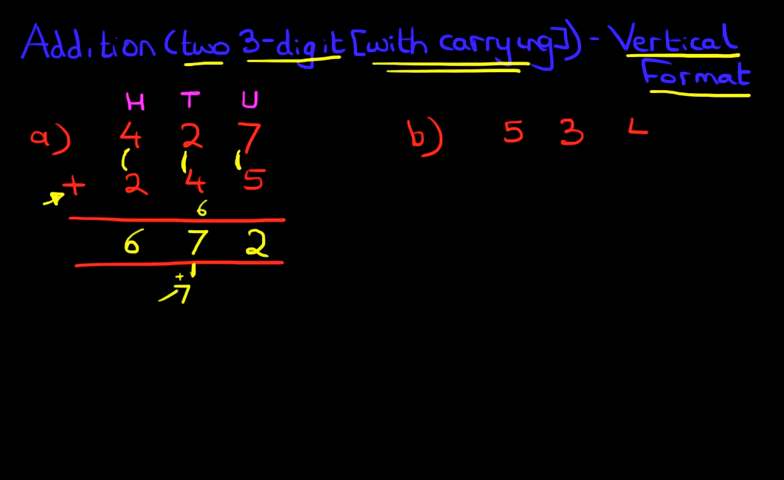 Addition (two 3-digit [with carrying]) - Vertical
Format
H T U
a) 4 2 7
+ 2 4 5
6
6 7 2
+1
7
b) 5 3